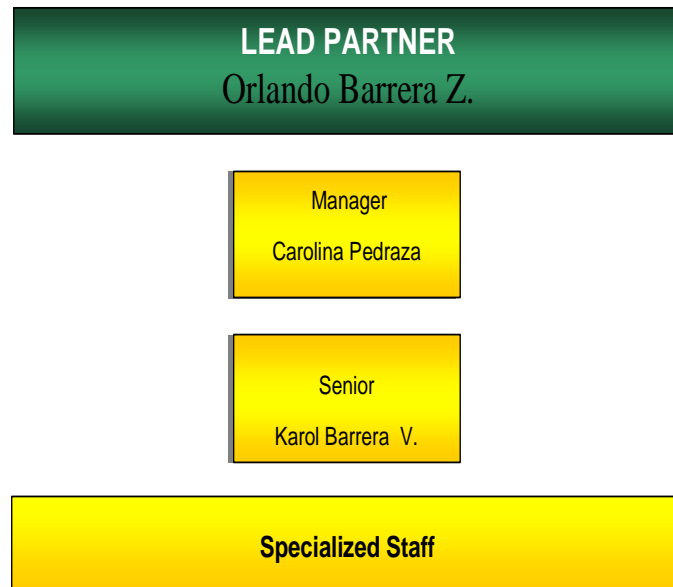 LEAD PARTNER
Orlando Barrera Z.
Manager
Carolina Pedraza
Senior
Karol Barrera  V.
Specialized Staff